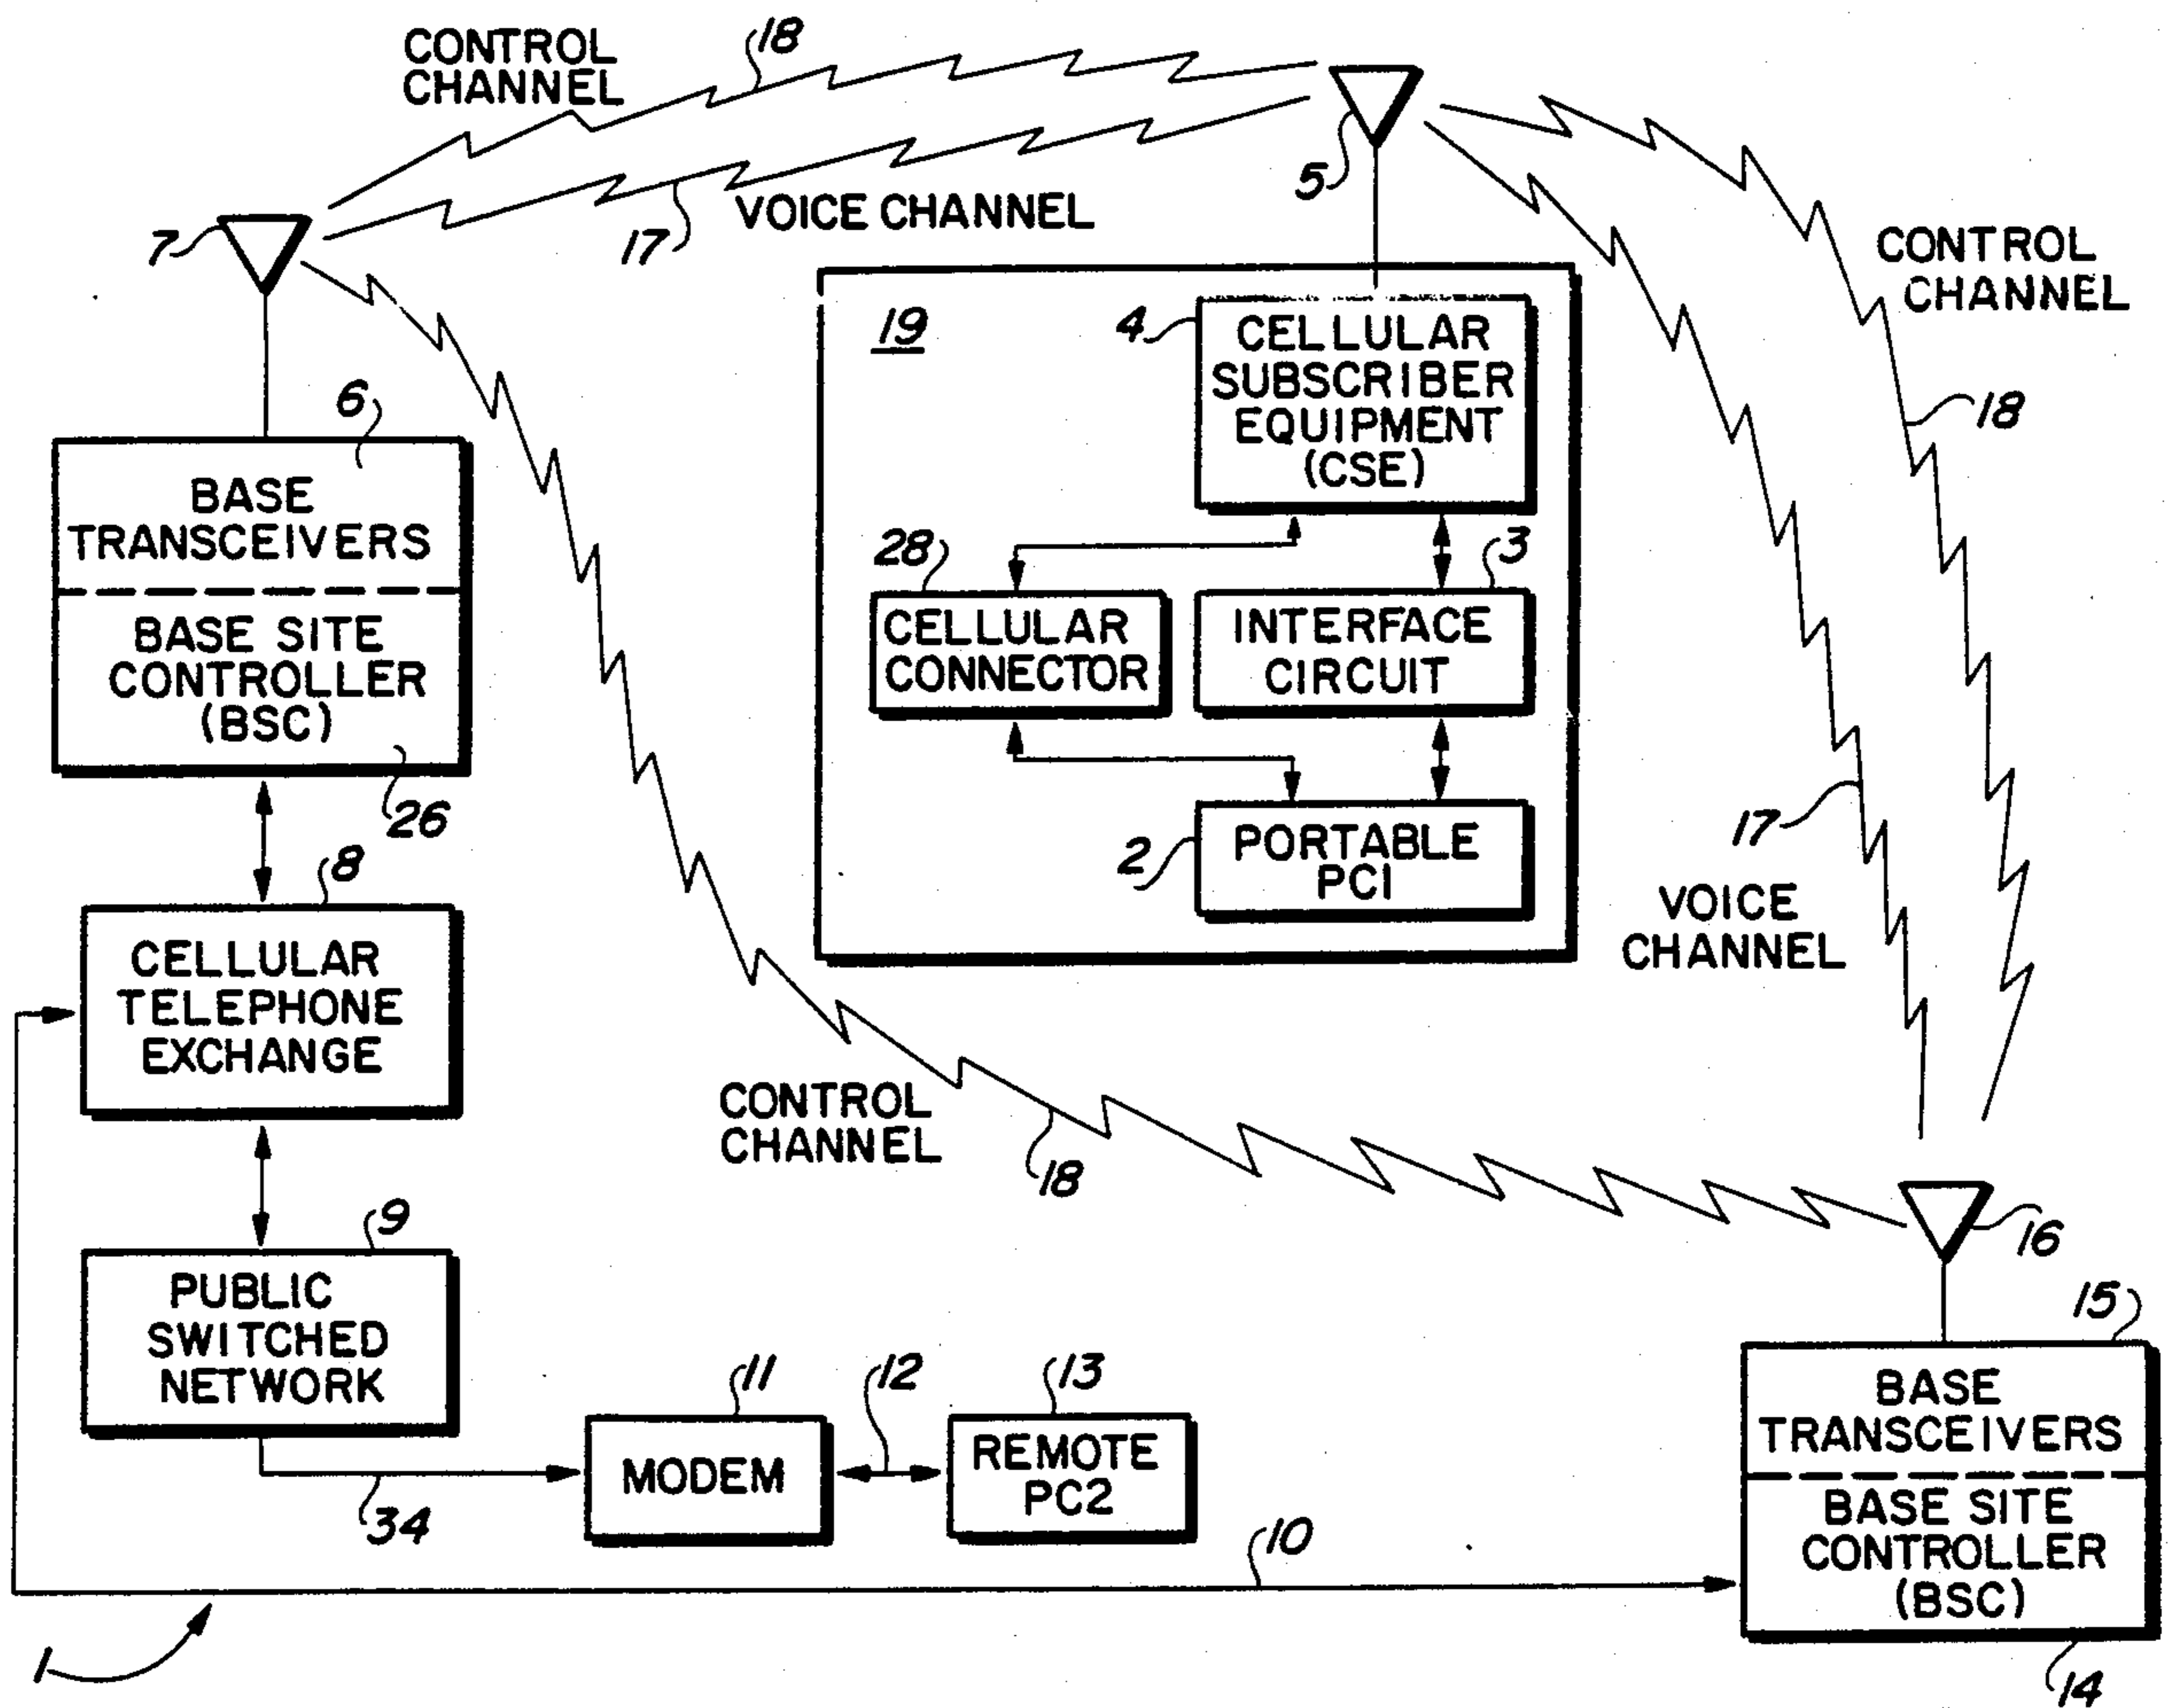 CONTROL
CHANNEL
18
5
7
17
VOICE CHANNEL
CONTROL
CHANNEL
18
19
4
CELLULAR
SUBSCRIBER
EQUIPMENT
(CSE)
6
BASE
TRANSCEIVERS
BASE SITE
CONTROLLER
(BSC)
26
28
CELLULAR
CONNECTOR
3
INTERFACE
CIRCUIT
2
PORTABLE
PC1
17
VOICE
CHANNEL
8
CELLULAR
TELEPHONE
EXCHANGE
CONTROL
CHANNEL
18
9
PUBLIC
SWITCHED
NETWORK
34
11
MODEM
12
13
REMOTE
PC2
10
16
15
BASE
TRANSCEIVERS
BASE SITE
CONTROLLER
(BSC)
14
1